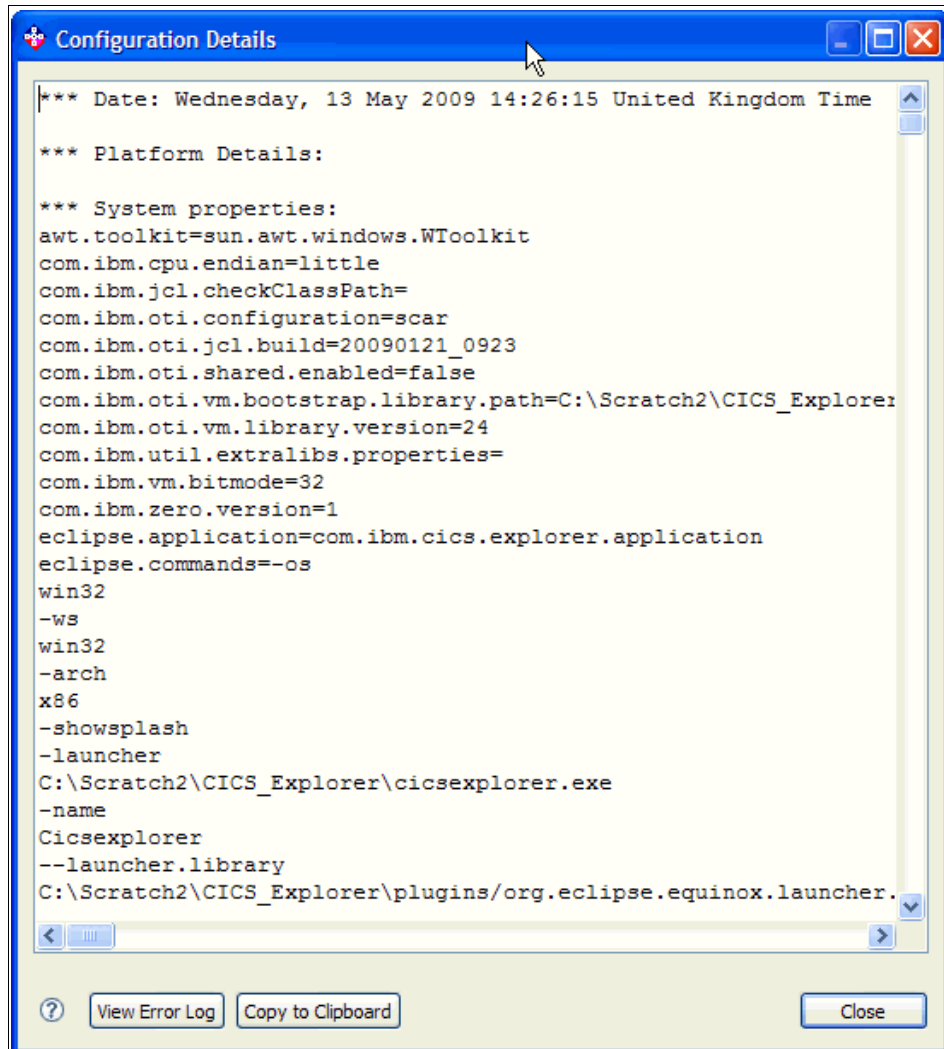 Configuration Details
*** Date: Wednesday, 13 May 2009 14:26:15 United Kingdom Time
*** Platform Details:
*** System properties:
awt.toolkit=sun.awt.windows.WToolkit
com.ibm.cpu.endian=little
com.ibm.jcl.checkClassPath=
com.ibm.oti.configuration=scar
com.ibm.oti.jcl.build=20090121_0923
com.ibm.oti.shared.enabled=false
com.ibm.oti.vm.bootstrap.library.path=C:\Scratch2\CICS_Explorer
com.ibm.oti.vm.library.version=24
com.ibm.util.extralibs.properties=
com.ibm.vm.bitmode=32
com.ibm.zero.version=1
eclipse.application=com.ibm.cics.explorer.application
eclipse.commands=-os
win32
-ws
win32
-arch
x86
-showsplash
-launcher
C:\Scratch2\CICS_Explorer\cicsexplorer.exe
-name
Cicsexplorer
--launcher.library
C:\Scratch2\CICS_Explorer\plugins/org.eclipse.equinox.launcher.
? View Error Log Copy to Clipboard Close